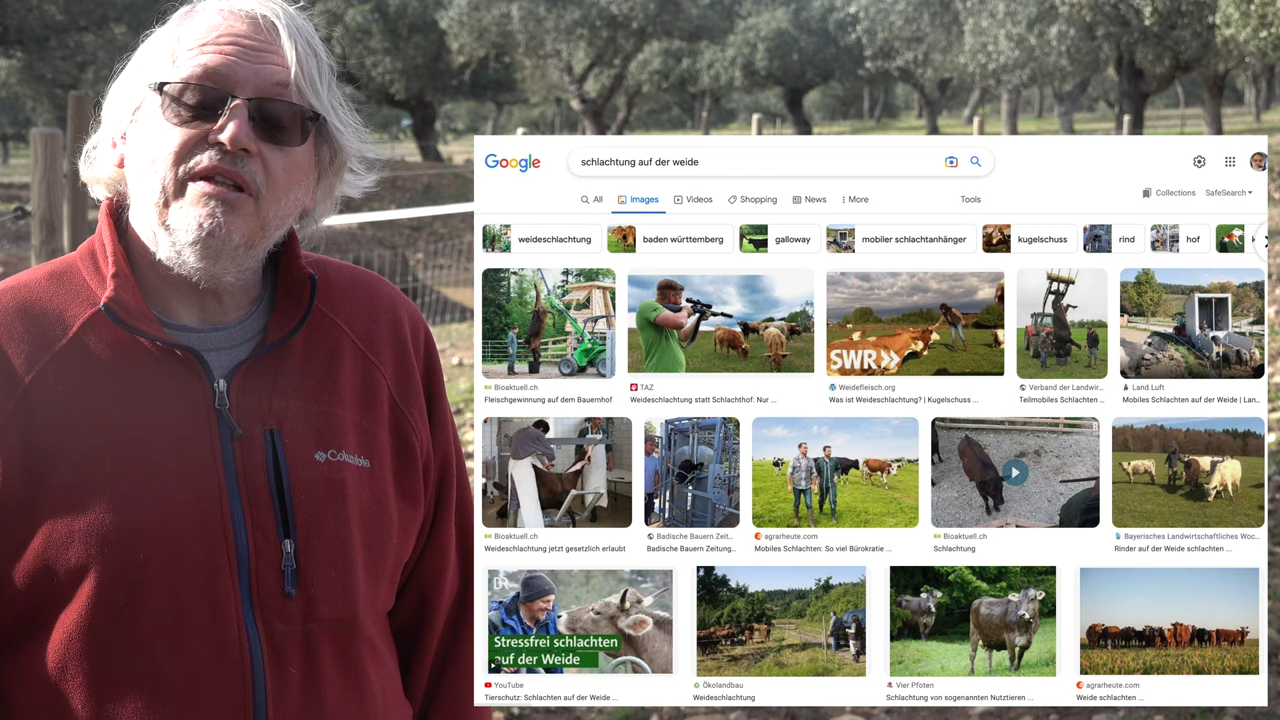 Columbia
Google
schlachtung auf der weide
Collections
SafeSearch
All
Images
Videos
Shopping
News
More
Tools
weideschlachtung
baden württemberg
galloway
mobiler schlachtanhänger
kugelschuss
rind
hof
SWR»
Bioaktuell.ch
Fleischgewinnung auf dem Bauernhof
TAZ
Weideschlachtung statt Schlachthof: Nur ...
Weidefleisch.org
Was ist Weideschlachtung? | Kugelschuss ...
Verband der Landwir...
Teilmobiles Schlachten ...
Land.Luft
Mobiles Schlachten auf der Weide | Lan...
Bioaktuell.ch
Weideschlachtung jetzt gesetzlich erlaubt
Badische Bauern Zeit...
Badische Bauern Zeitung...
agrarheute.com
Mobiles Schlachten: So viel Bürokratie ...
Bioaktuell.ch
Schlachtung
Bayerisches Landwirtschaftliches Woc...
Rinder auf der Weide schlachten ...
BR
Stressfrei schlachten
auf der Weide
YouTube
Tierschutz: Schlachten auf der Weide ...
Ökolandbau
Weideschlachtung
Vier Pfoten
Schlachtung von sogenannten Nutztieren ...
agrarheute.com
Weide schlachten ...